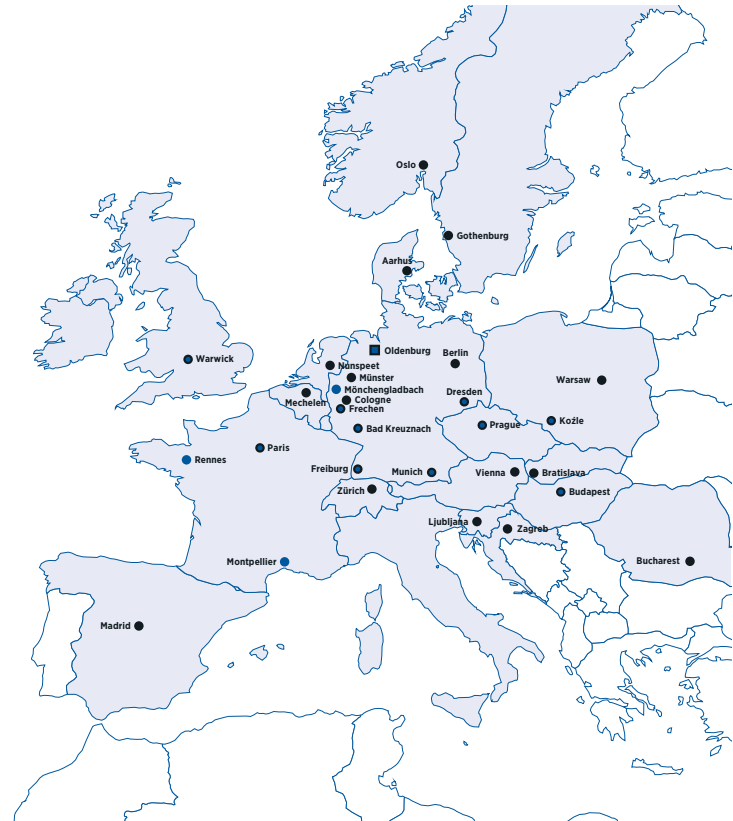 Oslo
Gothenburg
Aarhus
Oldenburg
Berlin
Warwick
Nunspeet
Münster
Warsaw
Mönchengladbach
Mechelen
Cologne
Dresden
Frechen
Koźle
Prague
Bad Kreuznach
Paris
Rennes
Freiburg
Munich
Vienna
Bratislava
Zürich
Budapest
Ljubljana
Zagreb
Montpellier
Bucharest
Madrid